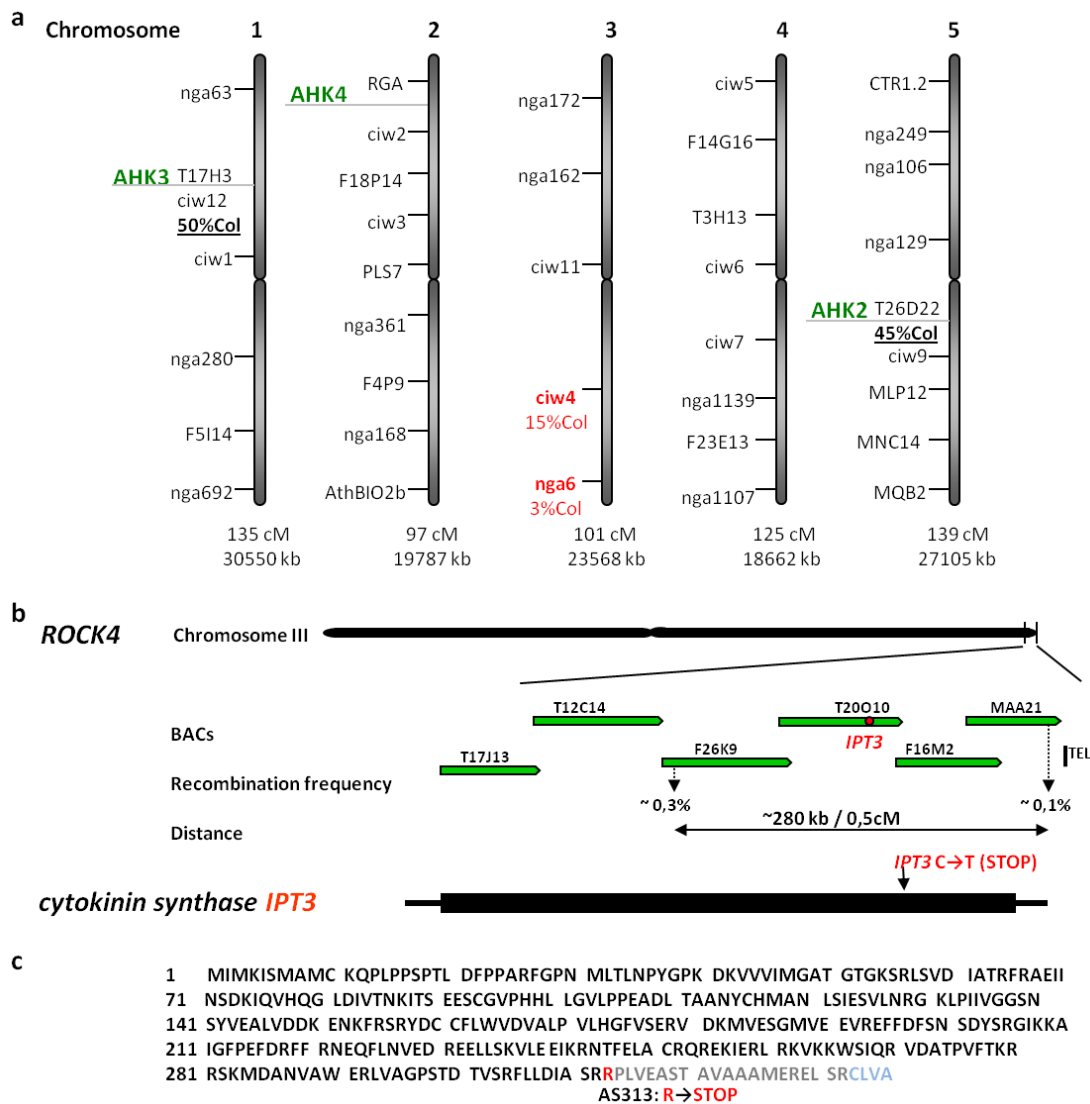 a
Chromosome 1 2 3 4 5
nga63
AHK3 T17H3
ciw12
50%Col
ciw1
nga280
F5I14
nga692
135 cM
30550 kb
RGA
AHK4
ciw2
F18P14
ciw3
PLS7
nga361
F4P9
nga168
AthBIO2b
97 cM
19787 kb
nga172
nga162
ciw11
ciw4
15%Col
nga6
3%Col
101 cM
23568 kb
ciw5
F14G16
T3H13
ciw6
ciw7
nga1139
F23E13
nga1107
125 cM
18662 kb
CTR1.2
nga249
nga106
nga129
AHK2 T26D22
45%Col
ciw9
MLP12
MNC14
MQB2
139 cM
27105 kb
b
ROCK4 Chromosome III
T12C14 T20O10 MAA21
BACs
IPT3
T17J13 F26K9 F16M2 TEL
Recombination frequency
~ 0,3% ~ 0,1%
~280 kb / 0,5cM
Distance
IPT3 C→T (STOP)
cytokinin synthase IPT3
c
1 MIMKISMAMC KQPLPPSPTL DFPPARFGPN MLTLNPYGPK DKVVVIMGAT GTGKSRLSVD IATRFRAEII
71 NSDKIQVHQG LDIVTNKITS EESCGVPHHL LGVLPPEADL TAANYCHMAN LSIESVLNRG KLPIIVGGSN
141 SYVEALVDDK ENKFRSRYDC CFLWVDVALP VLHGFVSERV DKMVESGMVE EVREFFDFSN SDYSRGIKKA
211 IGFPEFDRFF RNEQFLNVED REELLSKVLE EIKRNTFELA CRQREKIERL RKVKKWSIQR VDATPVFTKR
281 RSKMDANVAW ERLVAGPSTD TVSRFLLDIA SRRPLVEAST AVAAAMEREL SRCLVA
AS313: R→STOP